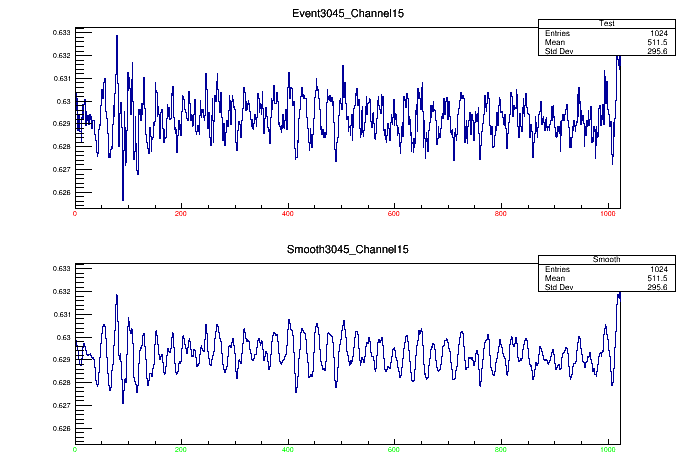 Event3045_Channel15
Test
Entries 1024
Mean 511.5
Std Dev 295.6
0.633
0.632
0.631
0.63
0.629
0.628
0.627
0.626
0 200 400 600 800 1000
Smooth3045_Channel15
Smooth
Entries 1024
Mean 511.5
Std Dev 295.6
0.633
0.632
0.631
0.63
0.629
0.628
0.627
0.626
0 200 400 600 800 1000